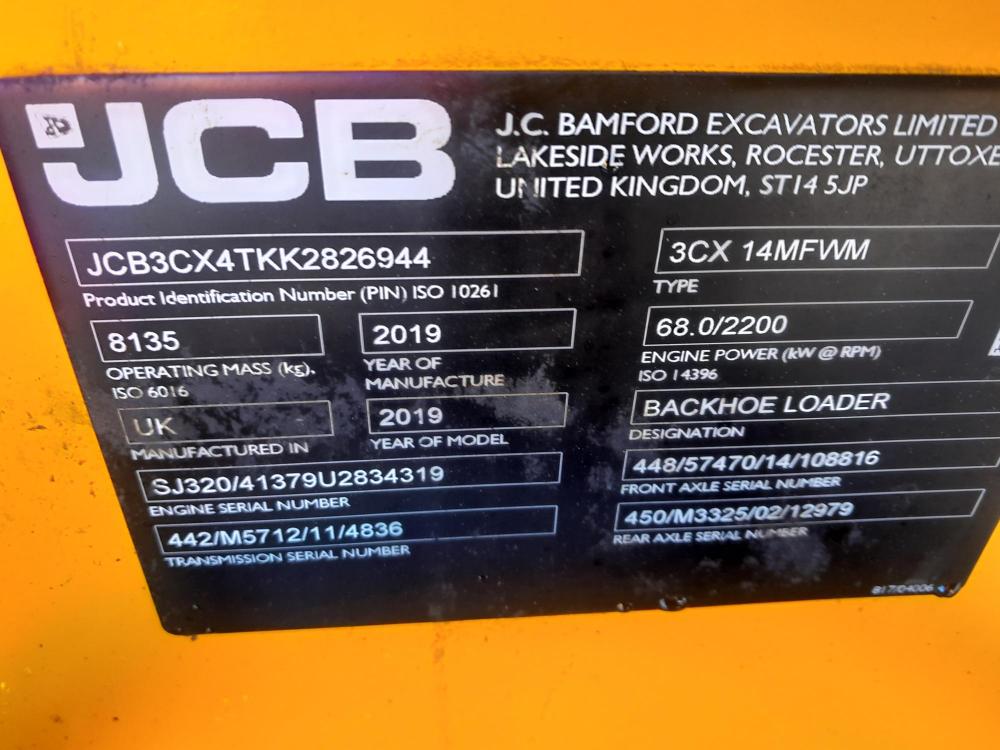 JCB
J.C. BAMFORD EXCAVATORS LIMITED
LAKESIDE WORKS, ROCESTER, UTTOXE
UNITED KINGDOM, ST14 5JP
JCB3CX4TKK2826944
Product Identification Number (PIN) ISO 10261
3CX 14MFWM
TYPE
8135
OPERATING MASS (kg).
ISO 6016
2019
YEAR OF
MANUFACTURE
68.0/2200
ENGINE POWER (kW @ RPM)
ISO 14396
UK
MANUFACTURED IN
2019
YEAR OF MODEL
BACKHOE LOADER
DESIGNATION
SJ320/41379U2834319
ENGINE SERIAL NUMBER
448/57470/14/108816
FRONT AXLE SERIAL NUMBER
442/M5712/11/4836
TRANSMISSION SERIAL NUMBER
450/M3325/02/12979
REAR AXLE SERIAL NUMBER
817/04006